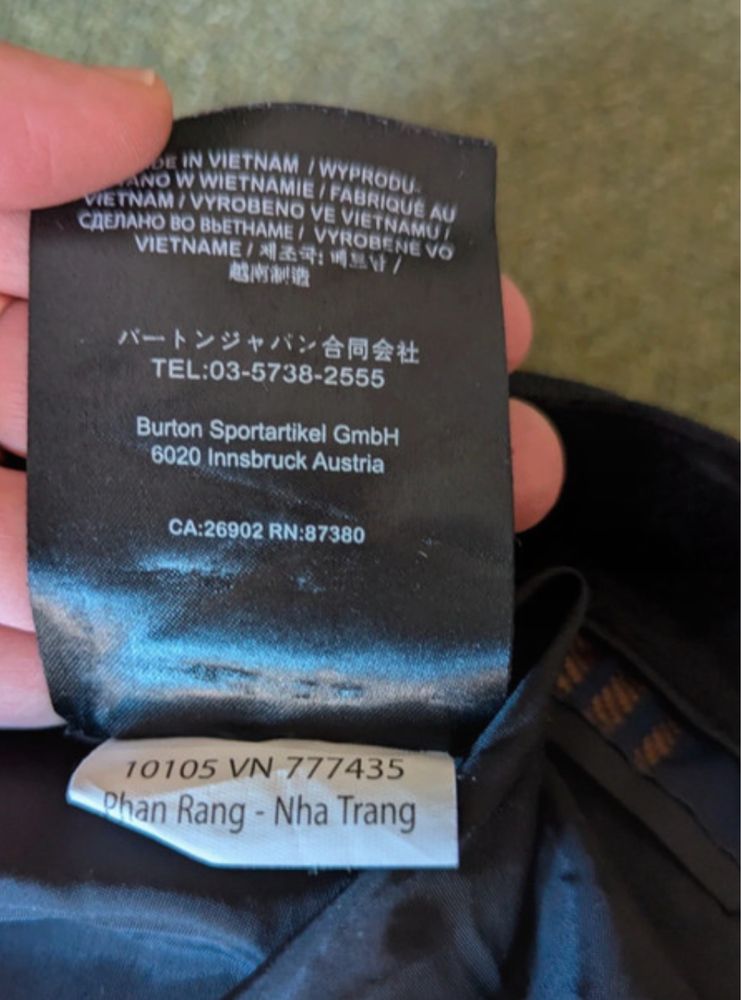 DE IN VIETNAM / WYPRODU-
ANO W WIETNAMIE / FABRIQUÉ AU
VIETNAM / VYROBENO VE VIETNAMU /
СДЕЛАНО ВО ВЬЕТНАМЕ / VYROBENÉ VO
VIETNAME / 제조국: 베트남 /
越南制造
バートンジャパン合同会社
TEL:03-5738-2555
Burton Sportartikel GmbH
6020 Innsbruck Austria
CA:26902 RN:87380
10105 VN 777435
Phan Rang - Nha Trang